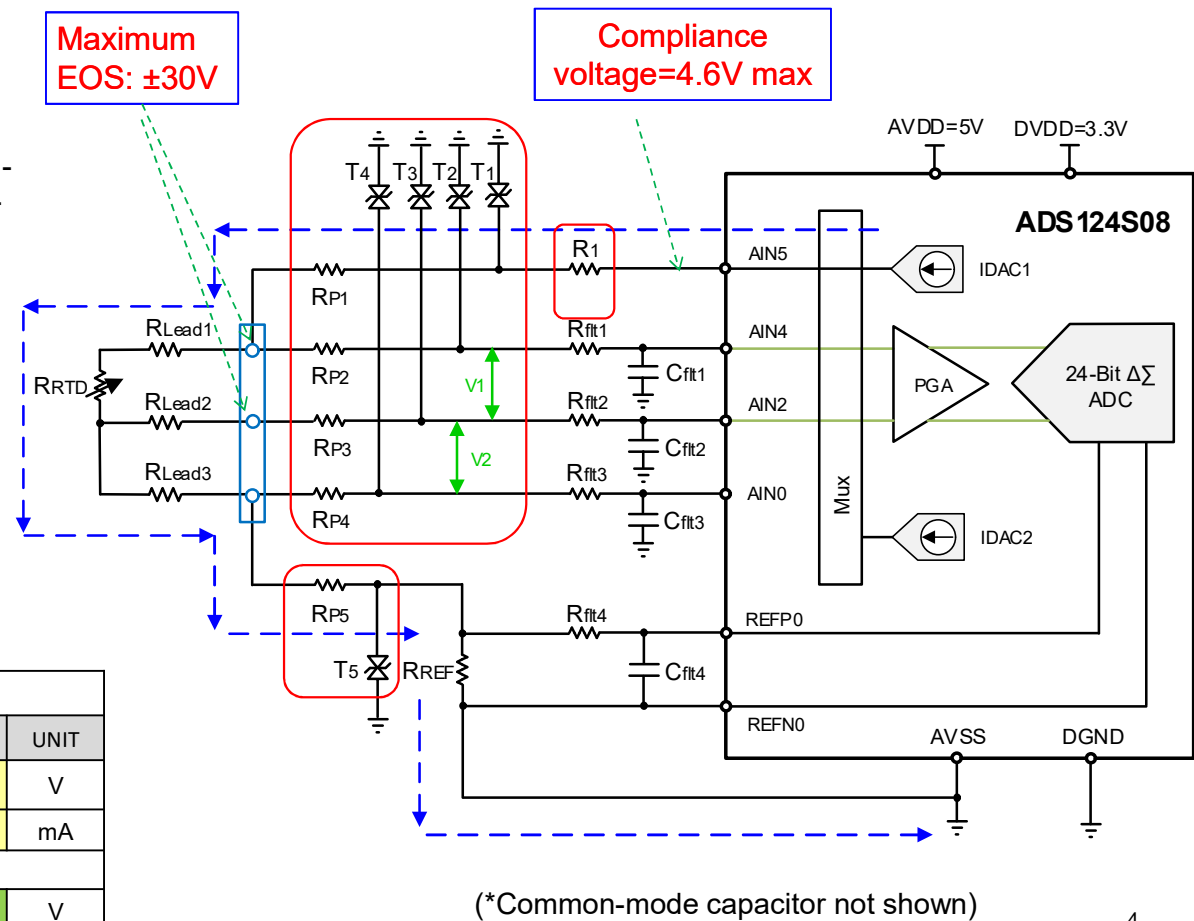 Maximum
EOS: ±30V
Compliance
voltage=4.6V max
-
AVDD=5V
DVDD=3.3V
ADS124S08
T4
T3
T2
T1
R1
AIN5
IDAC1
RP1
RLead1
RP2
Rflt1
AIN4
Cflt1
PGA
24-Bit ΔΣ
ADC
RRTD
V1
RLead2
RP3
Rflt2
AIN2
Cflt2
V2
RLead3
RP4
Rflt3
AIN0
Cflt3
Mux
IDAC2
RP5
Rflt4
REFP0
T5
RREF
Cflt4
REFN0
AVSS
DGND
UNIT
V
mA
V
(*Common-mode capacitor not shown)